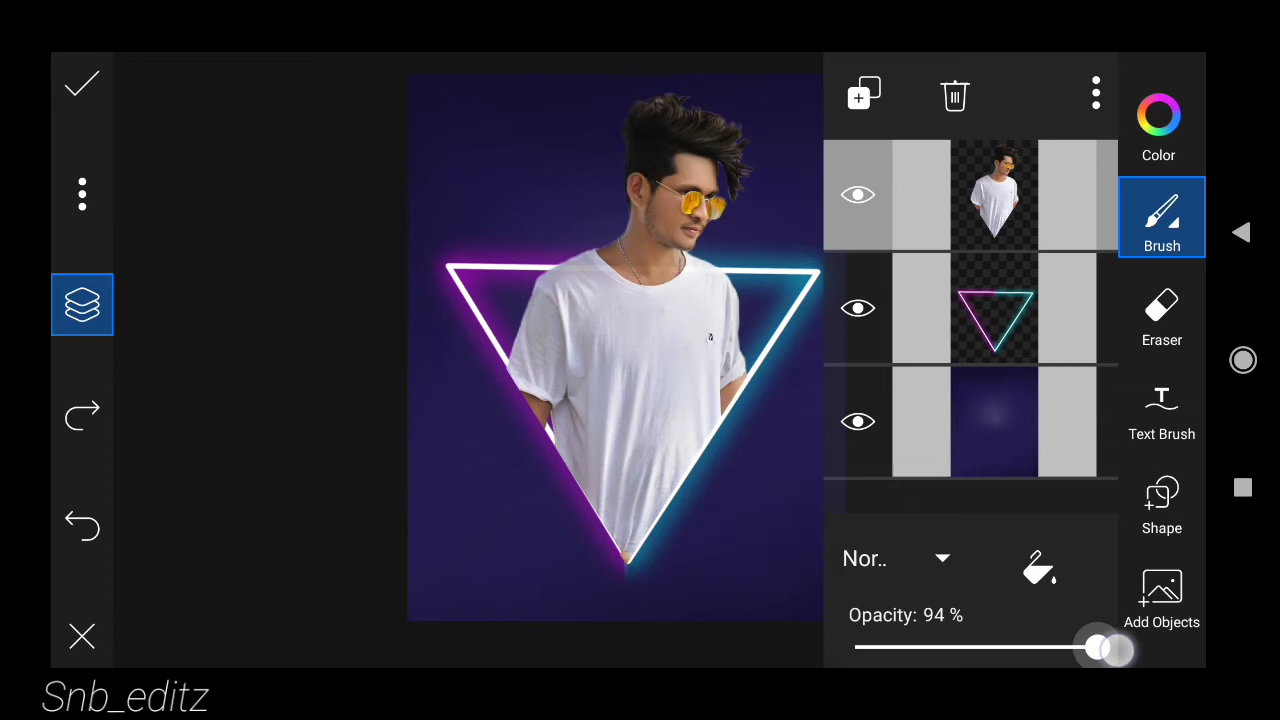 Color
Brush
Eraser
Text Brush
Shape
Add Objects
Nor..
Opacity: 94 %
Snb_editz